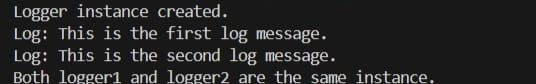 Logger instance created.
Log: This is the first log message.
Log: This is the second log message.
Both logger1 and logger2 are the same instance.